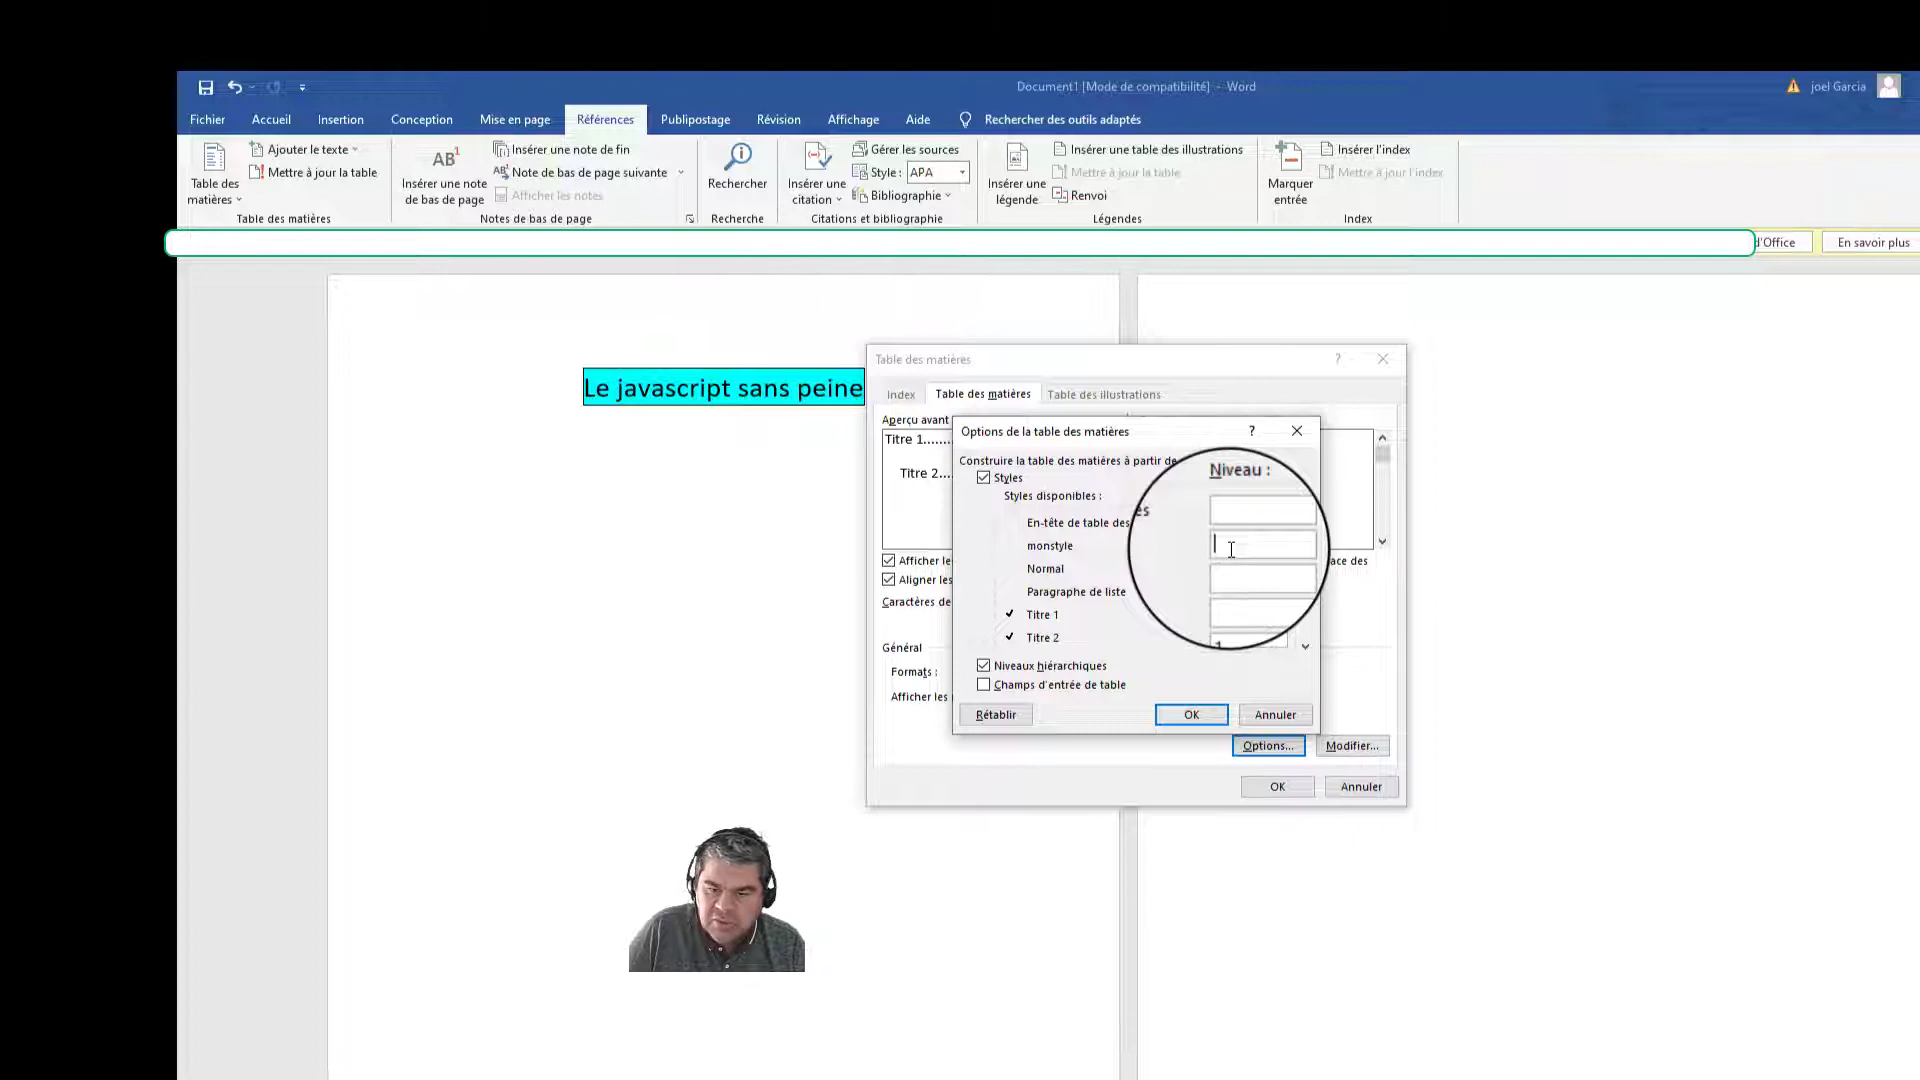 Document1 [Mode de compatibilité] - Word
joel Garcia
Fichier Accueil Insertion Conception Mise en page Références Publipostage Révision Affichage Aide Rechercher des outils adaptés
Table des matières
Ajouter le texte
Mettre à jour la table
Table des matières
AB1
Insérer une note de bas de page
Insérer une note de fin
Note de bas de page suivante
Afficher les notes
Notes de bas de page
Rechercher
Recherche
Insérer une citation
Gérer les sources
Style : APA
Bibliographie
Citations et bibliographie
Insérer une légende
Insérer une table des illustrations
Mettre à jour la table
Renvoi
Légendes
Marquer entrée
Insérer l'index
Mettre à jour l'index
Index
d'Office
En savoir plus
Le javascript sans peine
Table des matières
?
Index Table des matières Table des illustrations
Aperçu avant
Titre 1.......
Titre 2....
Afficher le
Aligner les
Caractères de
Général
Formats :
Afficher les
ace des
Options de la table des matières
?
Construire la table des matières à partir de
Styles
Styles disponibles :
Niveau :
En-tête de table des
es
monstyle
Normal
Paragraphe de liste
Titre 1
Titre 2
Niveaux hiérarchiques
Champs d'entrée de table
Rétablir OK Annuler
Options... Modifier...
OK Annuler